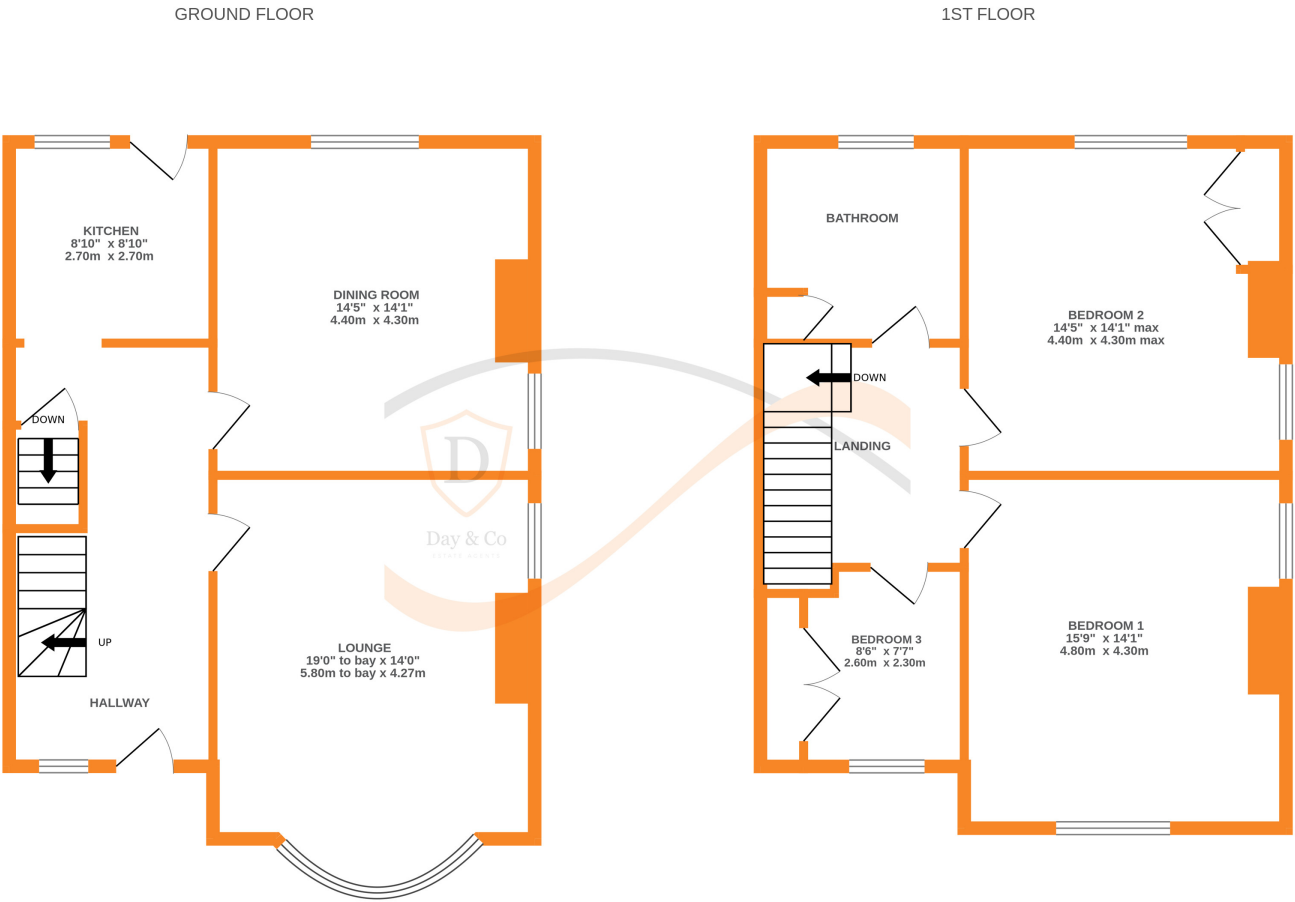 GROUND FLOOR
1ST FLOOR
KITCHEN
8'10" x 8'10"
2.70m x 2.70m
DINING ROOM
14'5" x 14'1"
4.40m x 4.30m
DOWN
UP
HALLWAY
LOUNGE
19'0" to bay x 14'0"
5.80m to bay x 4.27m
D
Day & Co
ESTATE AGENTS
BATHROOM
BEDROOM 2
14'5" x 14'1" max
4.40m x 4.30m max
DOWN
LANDING
BEDROOM 3
8'6" x 7'7"
2.60m x 2.30m
BEDROOM 1
15'9" x 14'1"
4.80m x 4.30m